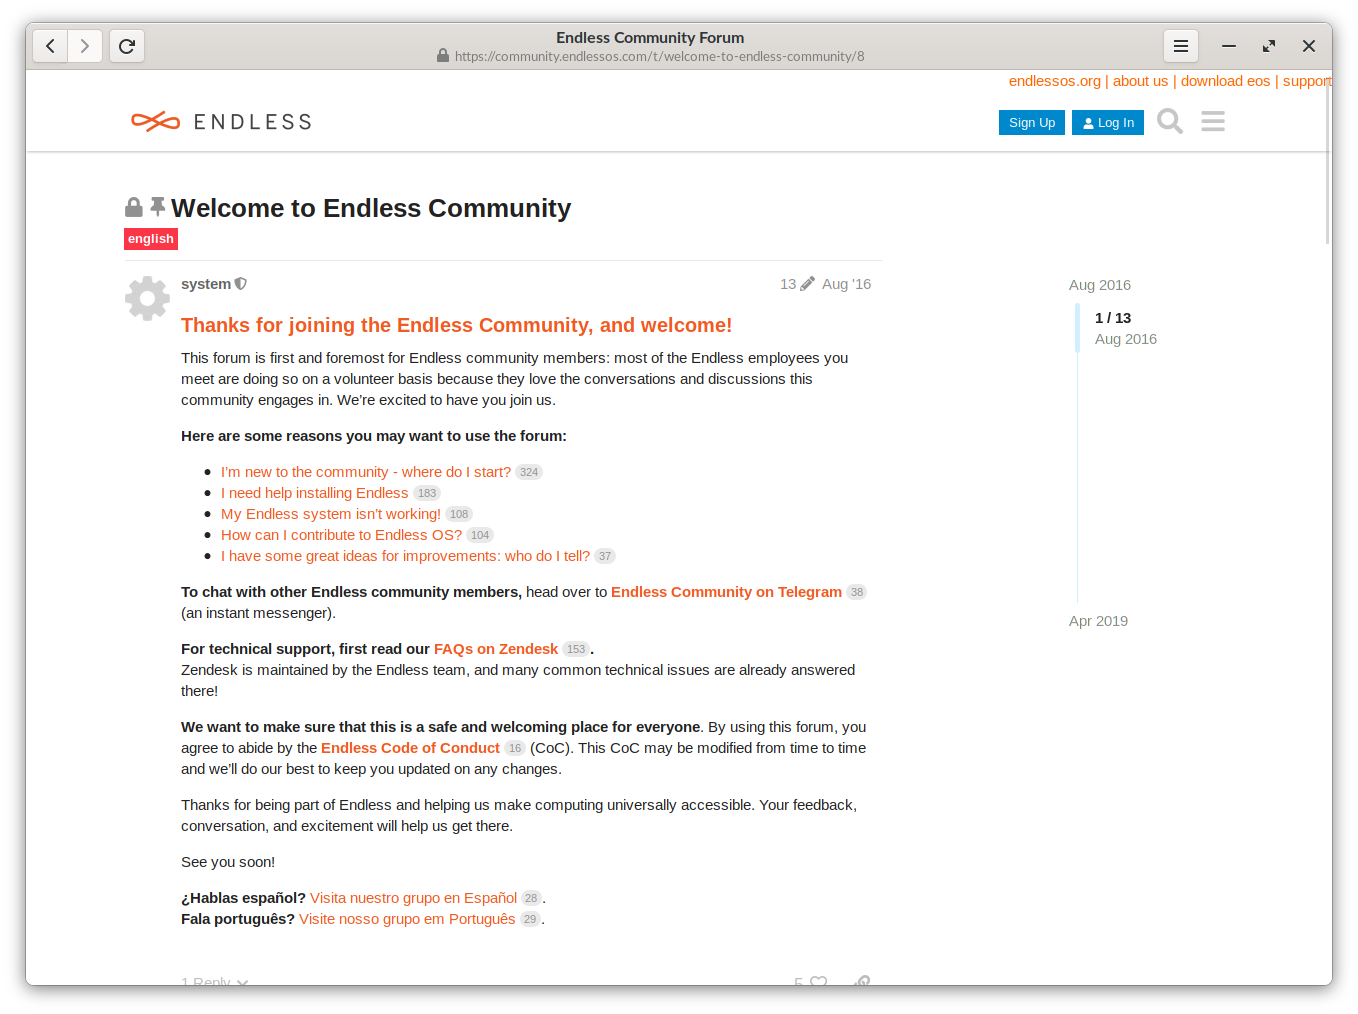 Endless Community Forum
https://community.endlessos.com/t/welcome-to-endless-community/8
endlessos.org | about us | download eos | support
ENDLESS
Sign Up
Log In
Welcome to Endless Community
english
system
13
Aug '16
Thanks for joining the Endless Community, and welcome!
This forum is first and foremost for Endless community members: most of the Endless employees you
meet are doing so on a volunteer basis because they love the conversations and discussions this
community engages in. We’re excited to have you join us.
Here are some reasons you may want to use the forum:
I’m new to the community - where do I start? 324
I need help installing Endless 183
My Endless system isn’t working! 108
How can I contribute to Endless OS? 104
I have some great ideas for improvements: who do I tell? 37
To chat with other Endless community members, head over to Endless Community on Telegram 38
(an instant messenger).
For technical support, first read our FAQs on Zendesk 153.
Zendesk is maintained by the Endless team, and many common technical issues are already answered
there!
We want to make sure that this is a safe and welcoming place for everyone. By using this forum, you
agree to abide by the Endless Code of Conduct 16 (CoC). This CoC may be modified from time to time
and we’ll do our best to keep you updated on any changes.
Thanks for being part of Endless and helping us make computing universally accessible. Your feedback,
conversation, and excitement will help us get there.
See you soon!
¿Hablas español? Visita nuestro grupo en Español 28.
Fala português? Visite nosso grupo em Português 29.
1 Reply
5
Aug 2016
1 / 13
Aug 2016
Apr 2019